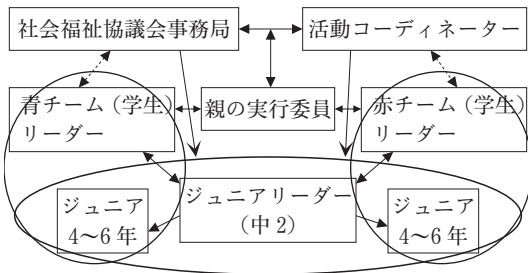 社会福祉協議会事務局
活動コーディネーター
青チーム（学生）
リーダー
親の実行委員
赤チーム（学生）
リーダー
ジュニアリーダー
（中2）
ジュニア
4〜6年
ジュニア
4〜6年